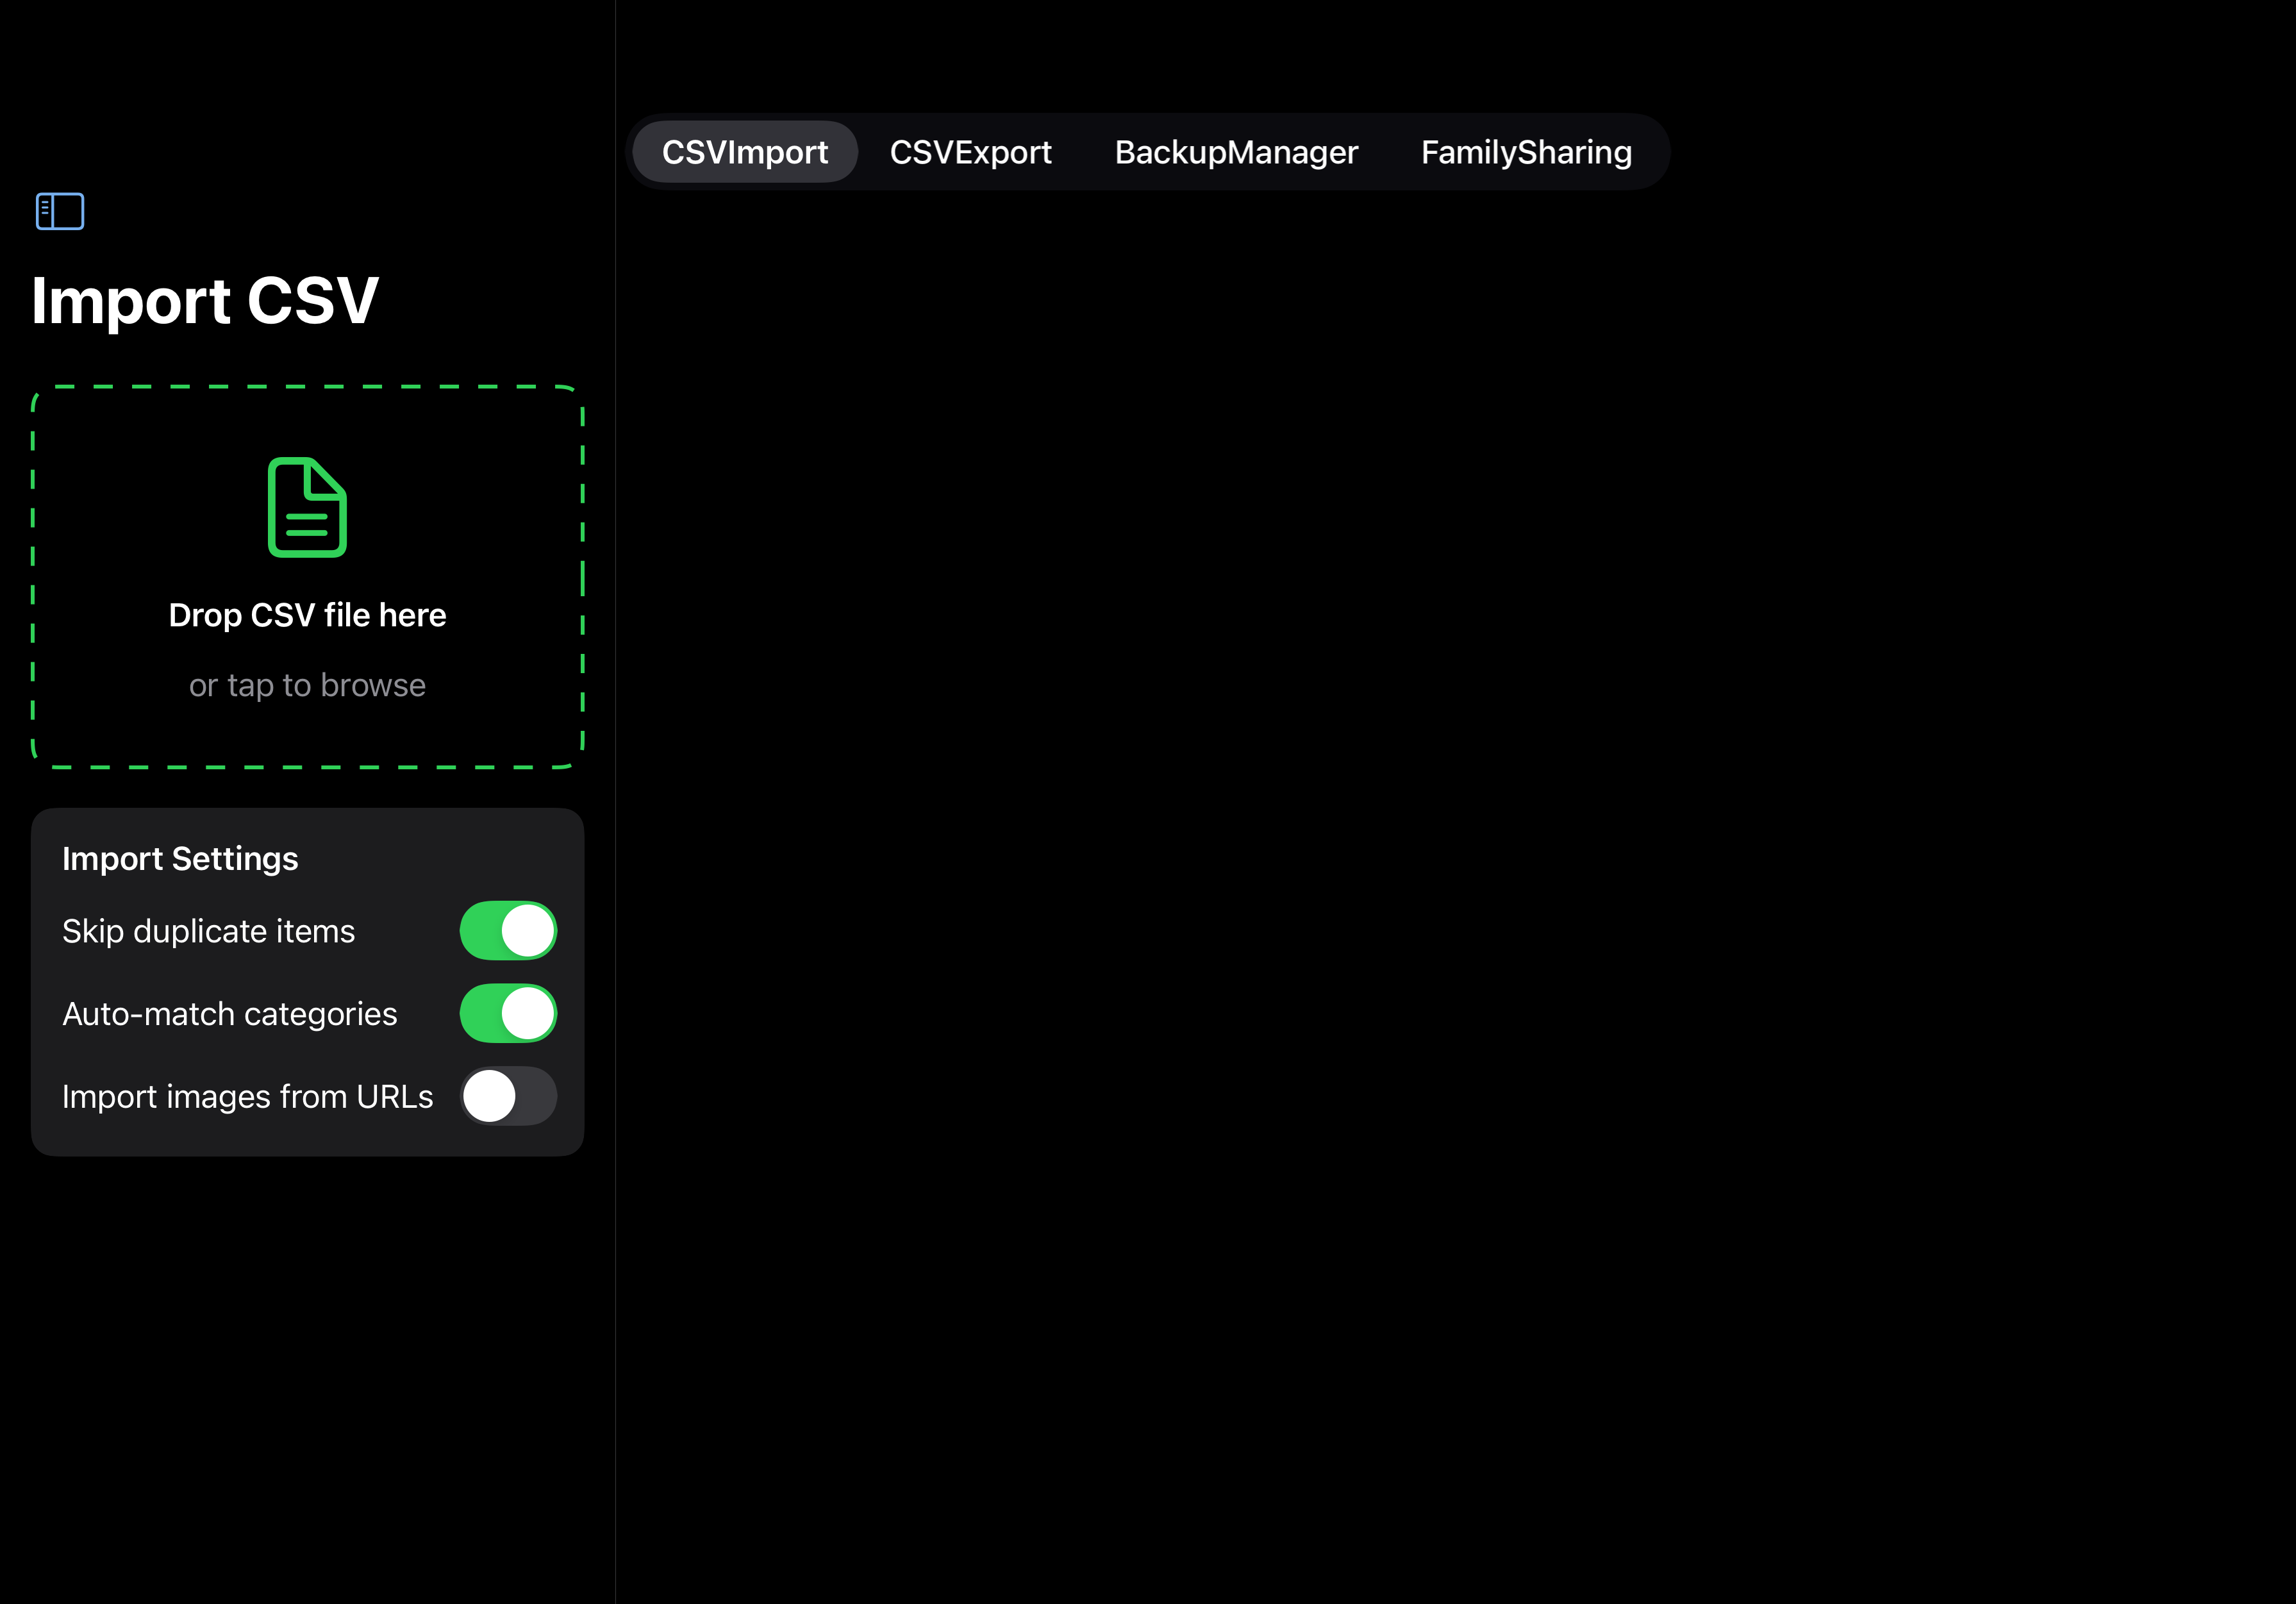 CSVImport
CSVExport
BackupManager
FamilySharing
Import CSV
Drop CSV file here
or tap to browse
Import Settings
Skip duplicate items
Auto-match categories
Import images from URLs